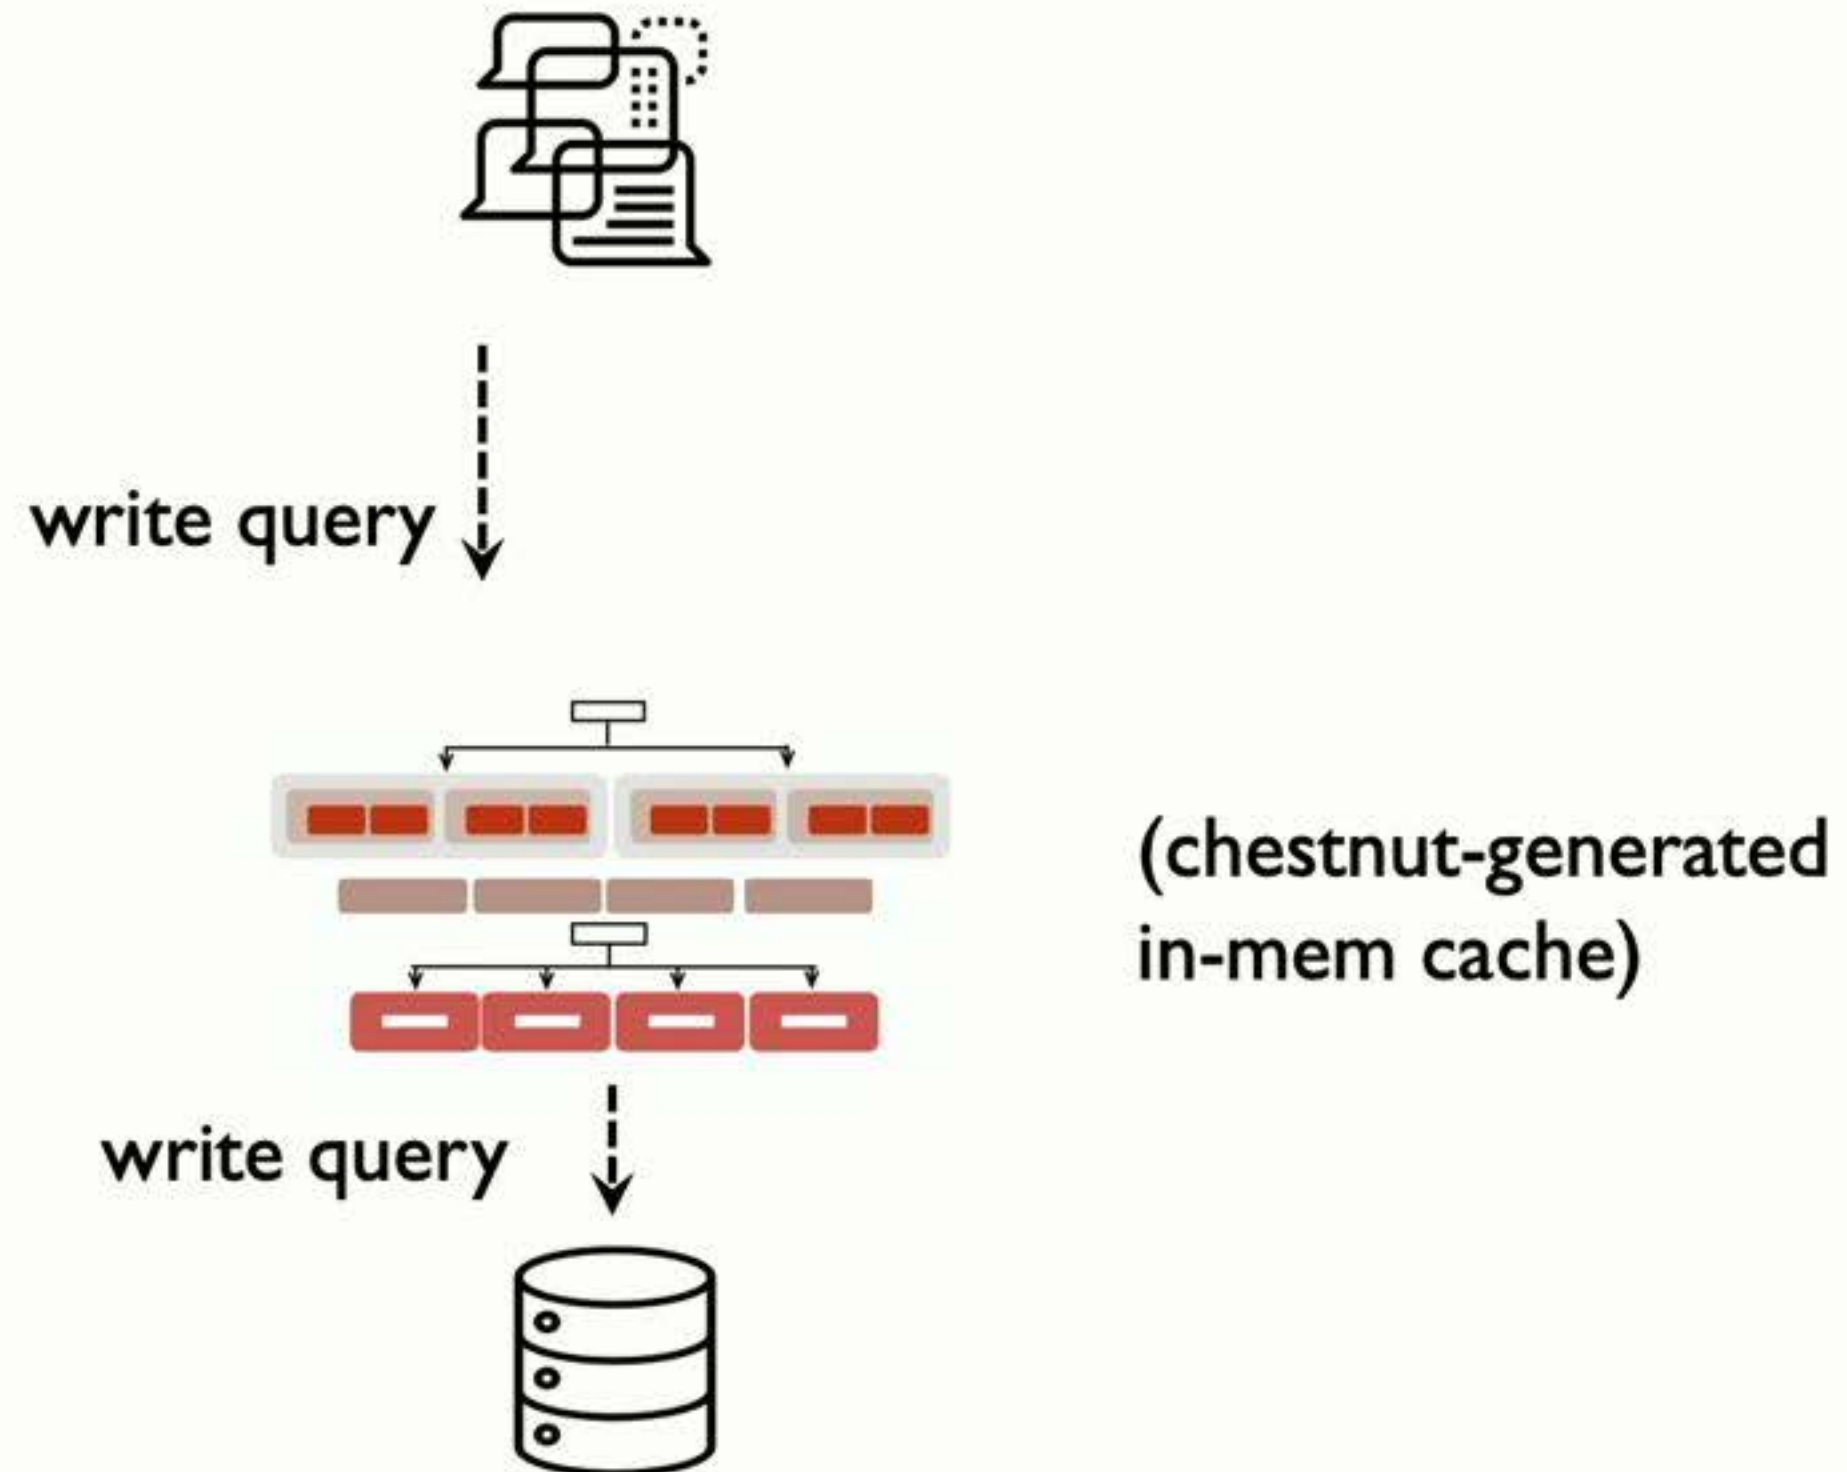 write query
(chestnut-generated
in-mem cache)
write query